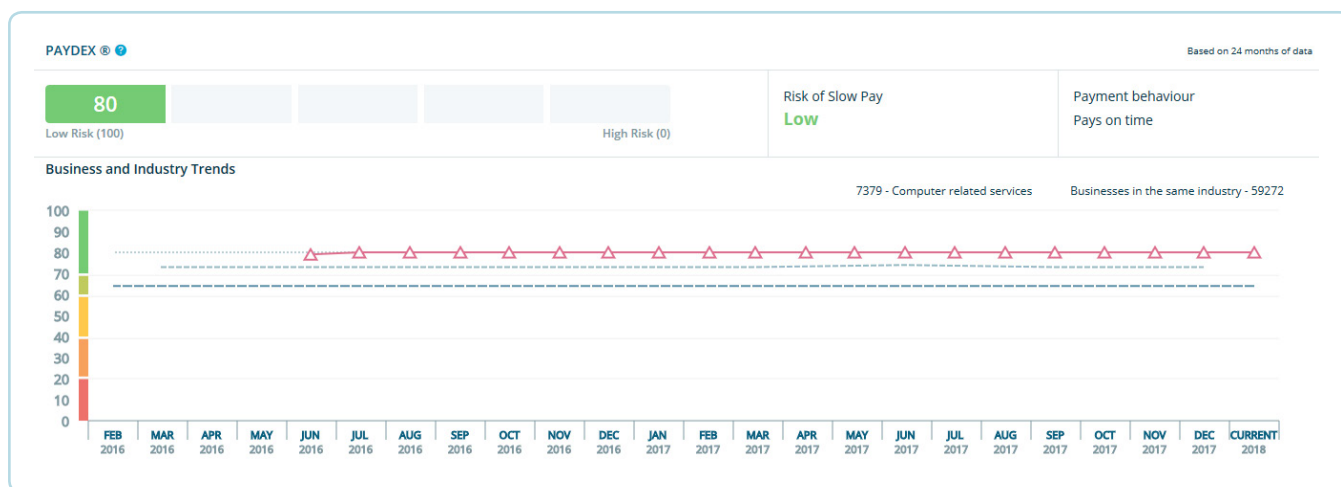 PAYDEX ® ?
Based on 24 months of data
80
Low Risk (100)
High Risk (0)
Risk of Slow Pay
Low
Payment behaviour
Pays on time
Business and Industry Trends
7379 - Computer related services
Businesses in the same industry - 59272
100
90
80
70
60
50
40
30
20
10
0
FEB MAR APR MAY JUN JUL AUG SEP OCT NOV DEC JAN FEB MAR APR MAY JUN JUL AUG SEP OCT NOV DEC CURRENT
2016 2016 2016 2016 2016 2016 2016 2016 2016 2016 2016 2017 2017 2017 2017 2017 2017 2017 2017 2017 2017 2017 2017 2018